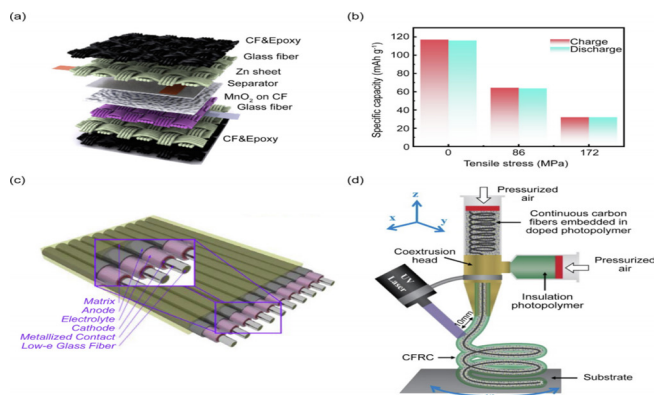 (a)
CF&Epoxy
Glass fiber
Zn sheet
Separator
MnO2 on CF
Glass fiber
CF&Epoxy
(b)
Specific capacity (mAh g-1)
120
100
80
60
40
20
0
Charge
Discharge
0
86
172
Tensile stress (MPa)
(c)
Matrix
Anode
Electrolyte
Cathode
Metallized Contact
Low-e Glass Fiber
(d)
z
x
y
Pressurized
air
Continuous carbon
fibers embedded in
doped photopolymer
Coextrusion
head
Pressurized
air
UV
Laser
Insulation
photopolymer
10mm
CFRC
Substrate